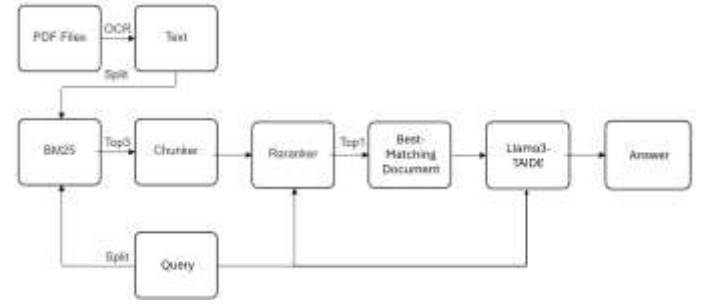 PDF Files
OCR
Text
Split
BM25
Top3
Chunker
Reranker
Top1
Best-
Matching
Document
Llama3-
TAIDE
Answer
Split
Query